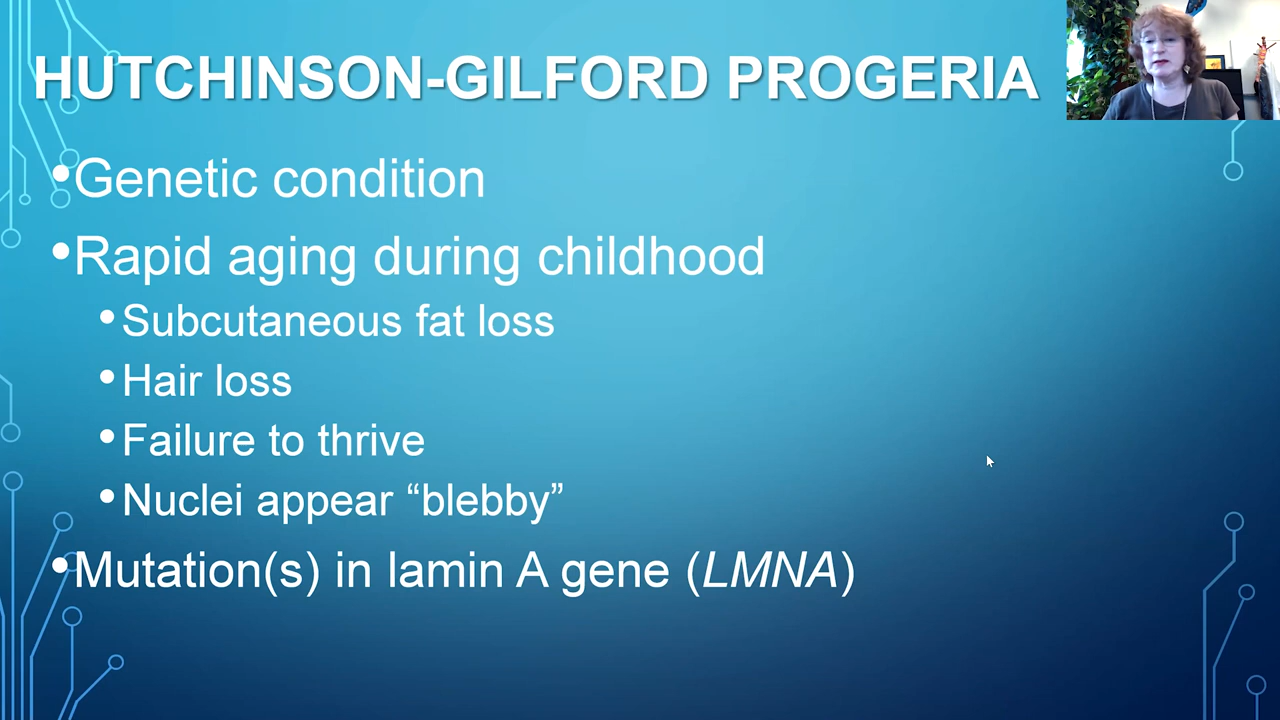 HUTCHINSON-GILFORD PROGERIA
•Genetic condition
•Rapid aging during childhood
•Subcutaneous fat loss
•Hair loss
•Failure to thrive
•Nuclei appear “blebby”
•Mutation(s) in lamin A gene (LMNA)